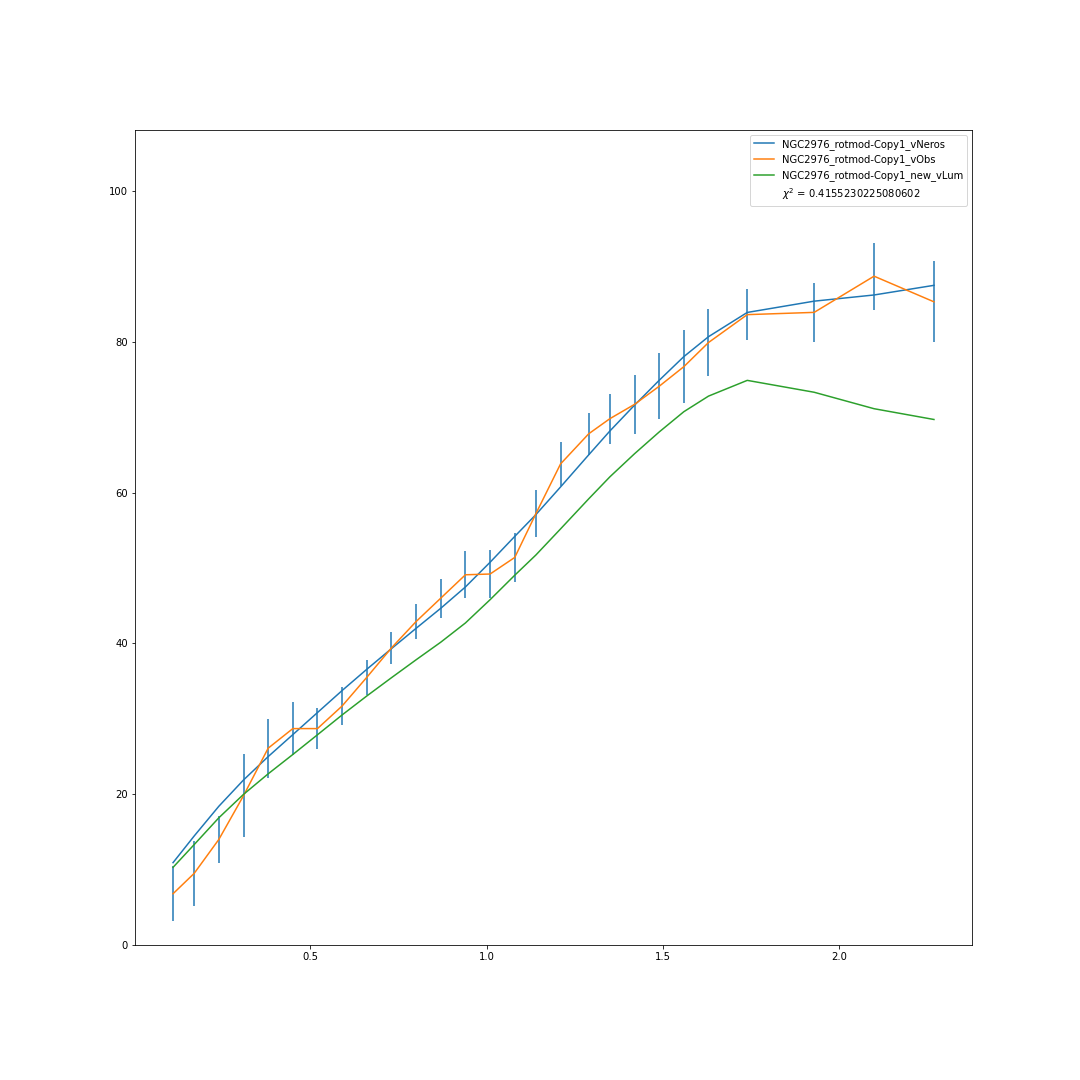 NGC2976_rotmod-Copy1_vNeros
NGC2976_rotmod-Copy1_vObs
NGC2976_rotmod-Copy1_new_vLum
χ² = 0.4155230225080602
100
80
60
40
20
0
0.5 1.0 1.5 2.0